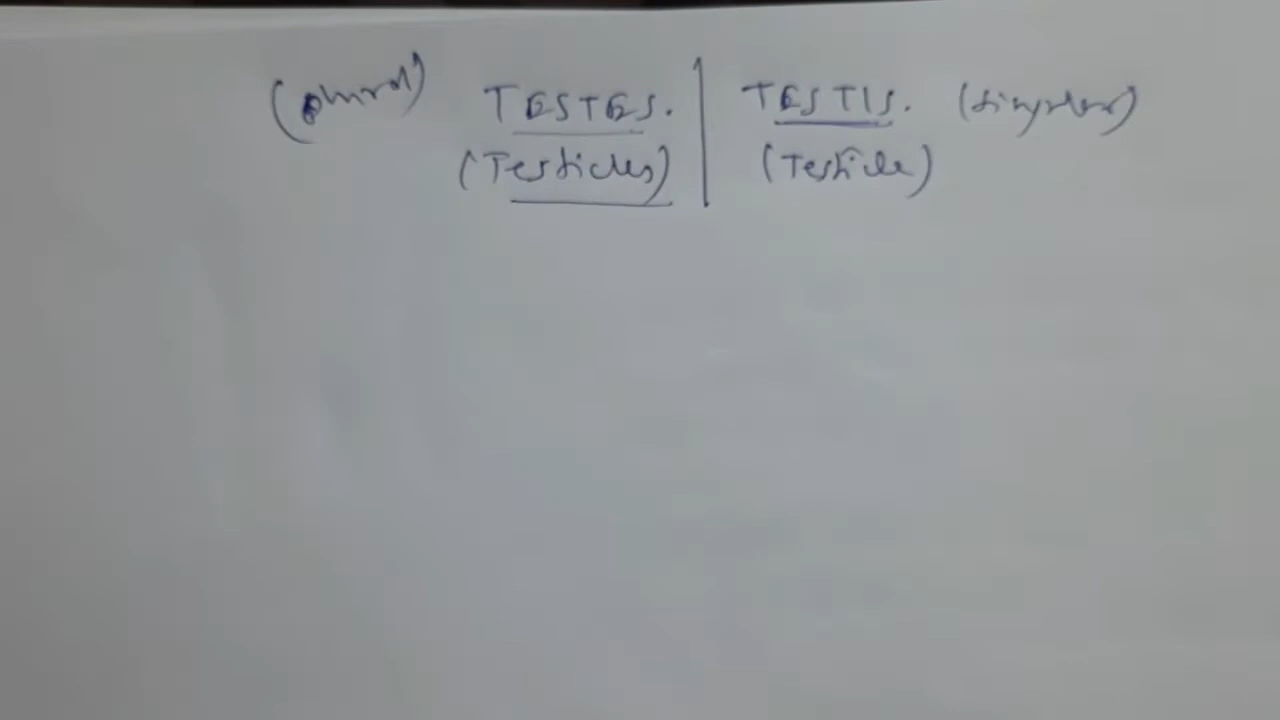 (plural) TESTES. | TESTIS. (singular)
(Testicles) | (Testicle)